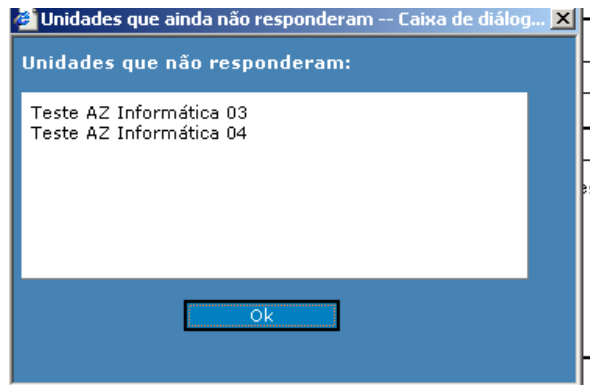 Unidades que ainda não responderam -- Caixa de diálog...
Unidades que não responderam:
Teste AZ Informática 03
Teste AZ Informática 04
Ok